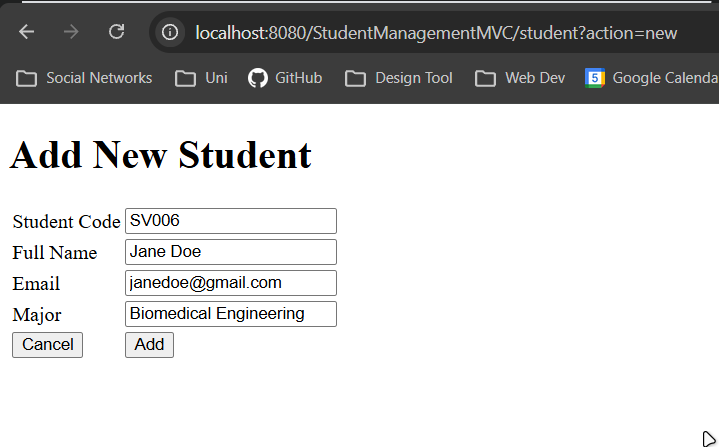 localhost:8080/StudentManagementMVC/student?action=new
Social Networks Uni GitHub Design Tool Web Dev 5 Google Calenda
Add New Student
Student Code SV006
Full Name Jane Doe
Email janedoe@gmail.com
Major Biomedical Engineering
Cancel Add